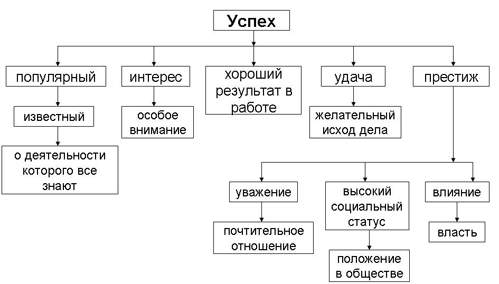 Успех
популярный
интерес
хороший
результат в
работе
удача
престиж
известный
особое
внимание
желательный
исход дела
о деятельности
которого все
знают
уважение
высокий
социальный
статус
влияние
почтительное
отношение
власть
положение
в обществе